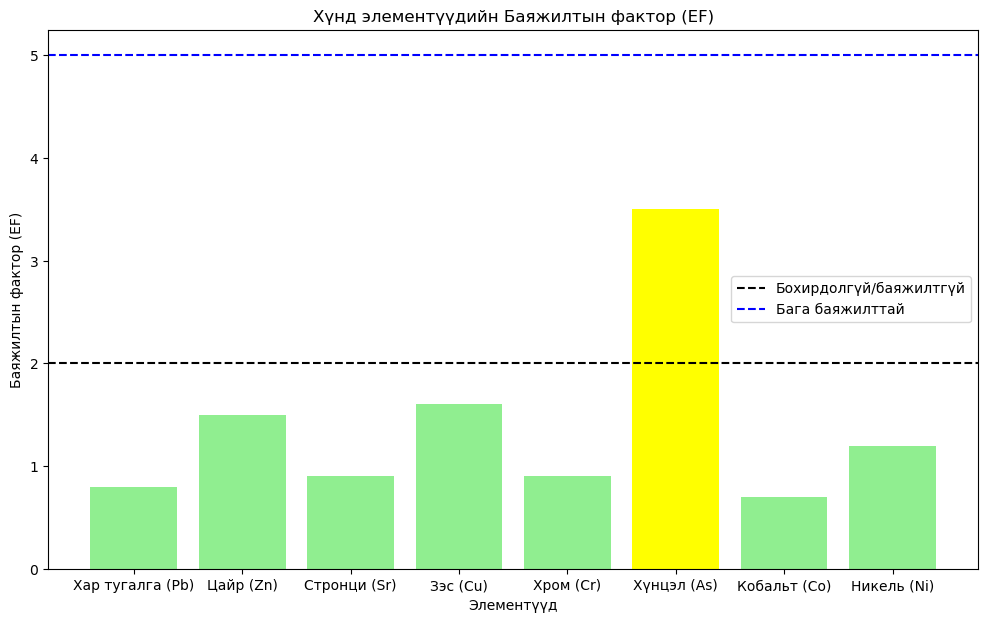 Хүнд элементүүдийн Баяжилтын фактор (EF)
Баяжилтын фактор (EF)
5
4
3
2
1
0
Бохирдолгүй/баяжилтгүй
Бага баяжилттай
Хар тугалга (Pb) Цайр (Zn) Стронци (Sr) Зэс (Cu) Хром (Cr) Хүнцэл (As) Кобальт (Co) Никель (Ni)
Элементүүд